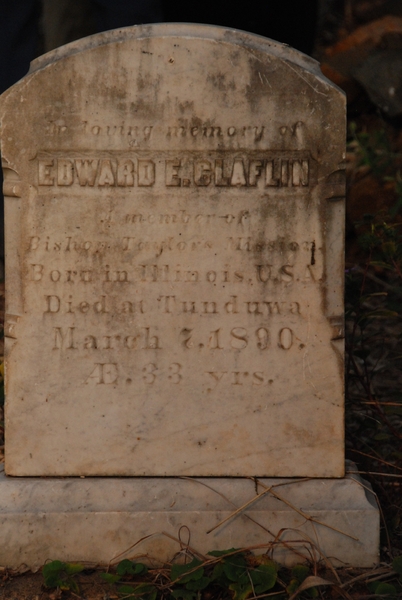 In loving memory of
EDWARD E. CLAFLIN
A member of
Bishop Taylors Mission.
Born in Illinois, U.S.A.
Died at Tunduwa
March 7. 1890.
Æ. 33 yrs.